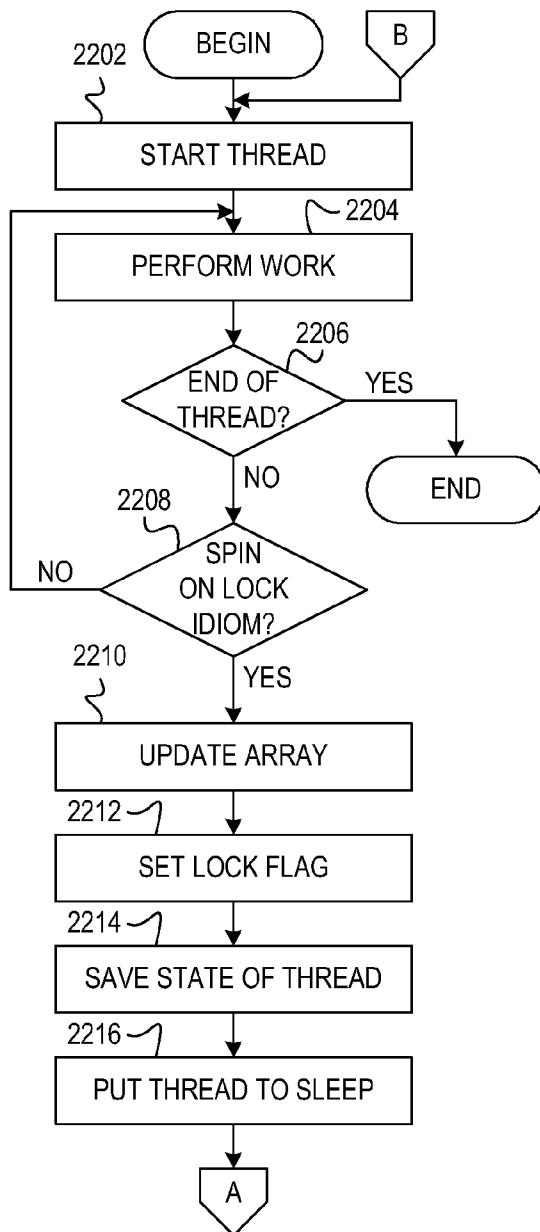 BEGIN
B
2202
START THREAD
2204
PERFORM WORK
2206
END OF
THREAD?
YES
NO
END
2208
SPIN
ON LOCK
IDIOM?
NO
YES
2210
UPDATE ARRAY
2212
SET LOCK FLAG
2214
SAVE STATE OF THREAD
2216
PUT THREAD TO SLEEP
A